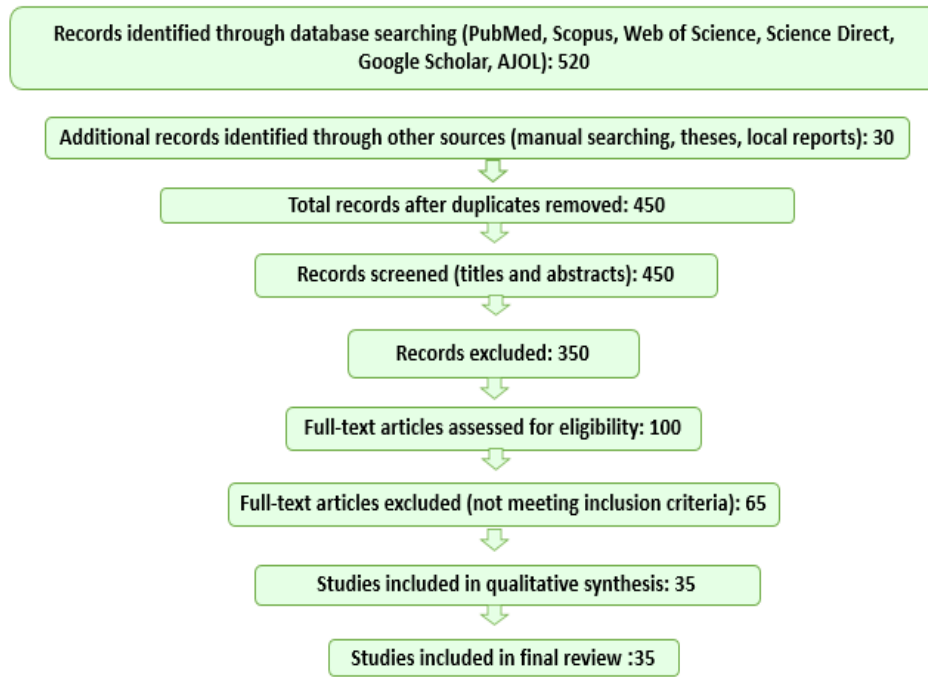 Records identified through database searching (PubMed, Scopus, Web of Science, Science Direct,
Google Scholar, AJOL): 520
Additional records identified through other sources (manual searching, theses, local reports): 30
Total records after duplicates removed: 450
Records screened (titles and abstracts): 450
Records excluded: 350
Full-text articles assessed for eligibility: 100
Full-text articles excluded (not meeting inclusion criteria): 65
Studies included in qualitative synthesis: 35
Studies included in final review :35